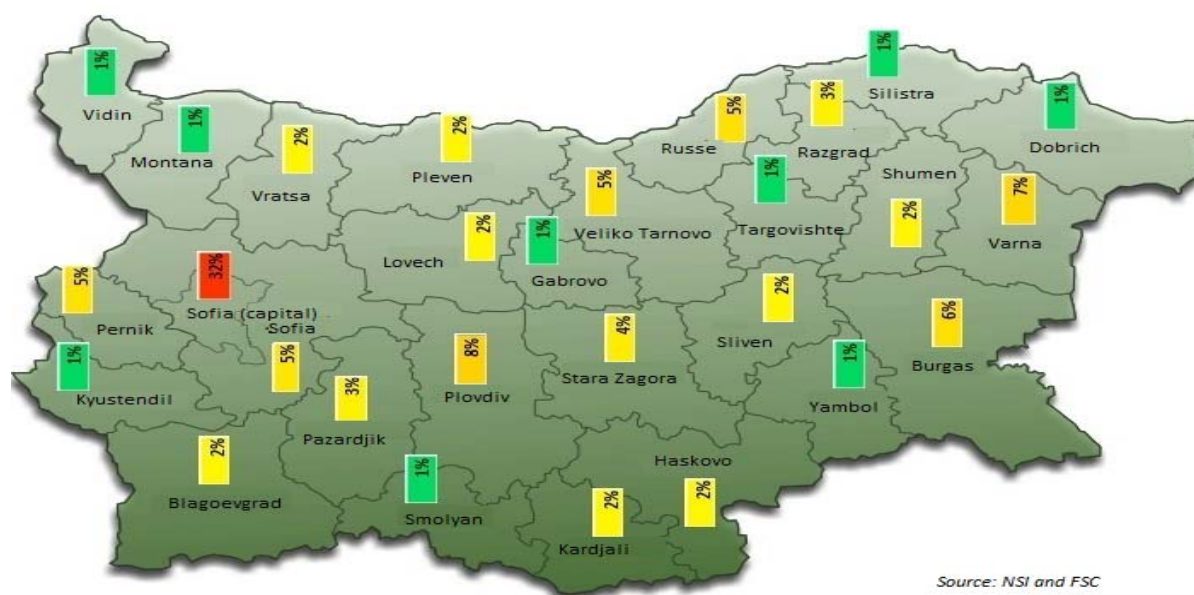 1%
Vidin
1%
Montana
2%
Vratsa
2%
Pleven
5%
Veliko Tarnovo
5%
Russe
3%
Razgrad
1%
Silistra
1%
Dobrich
1%
Targovishte
Shumen
2%
7%
Varna
2%
Lovech
1%
Gabrovo
32%
Sofia (capital)
Sofia
5%
5%
Pernik
1%
Kyustendil
3%
Pazardjik
8%
Plovdiv
4%
Stara Zagora
2%
Sliven
1%
Yambol
6%
Burgas
2%
Blagoevgrad
1%
Smolyan
2%
Kardjali
Haskovo
2%
Source: NSI and FSC